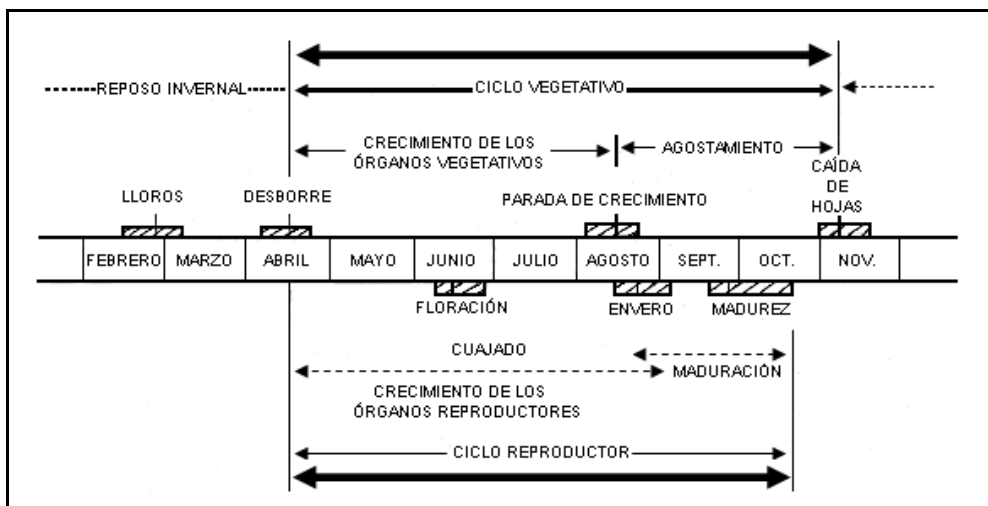 REPOSO INVERNAL
CICLO VEGETATIVO
CRECIMIENTO DE LOS
ÓRGANOS VEGETATIVOS
AGOSTAMIENTO
LLOROS
DESBORRE
PARADA DE CRECIMIENTO
CAÍDA
DE
HOJAS
FEBRERO MARZO ABRIL MAYO JUNIO JULIO AGOSTO SEPT. OCT. NOV.
FLORACIÓN
ENVERO
MADUREZ
CUAJADO
MADURACIÓN
CRECIMIENTO DE LOS
ÓRGANOS REPRODUCTORES
CICLO REPRODUCTOR